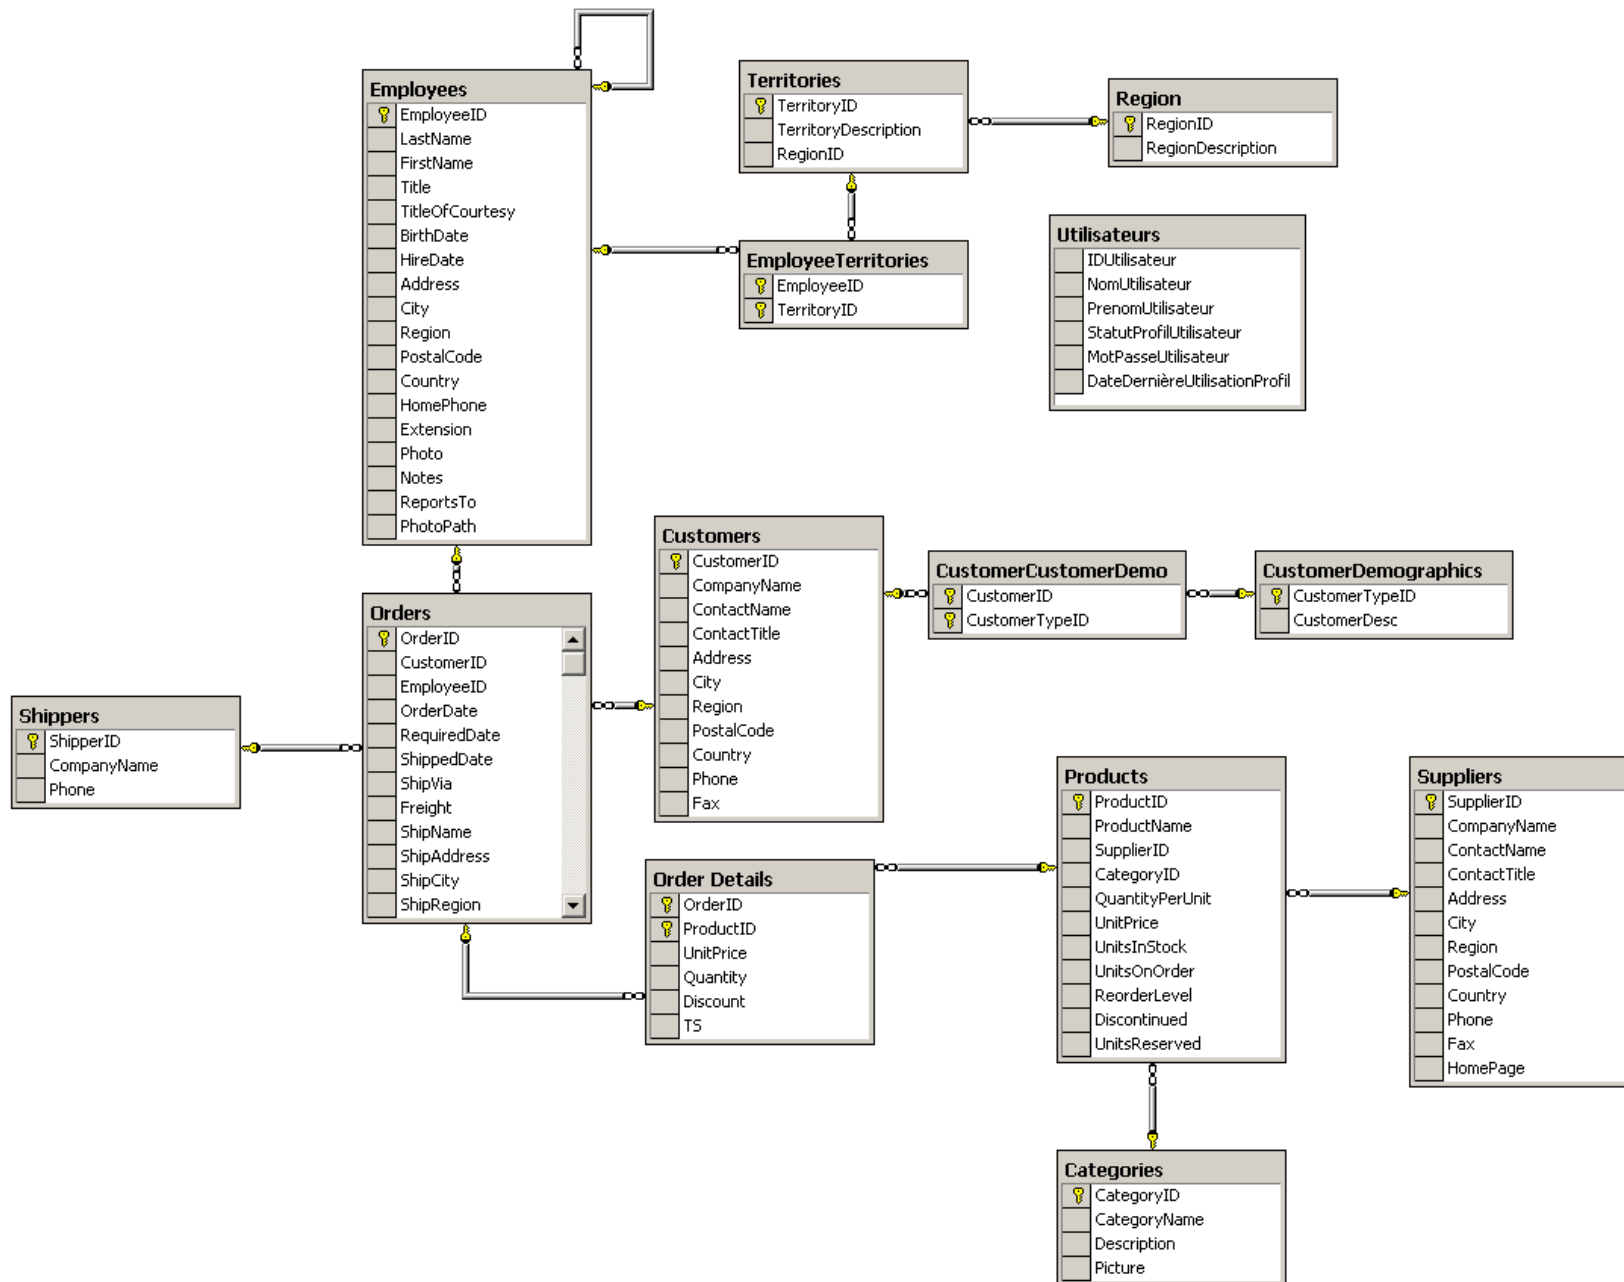 Employees
EmployeeID
LastName
FirstName
Title
TitleOfCourtesy
BirthDate
HireDate
Address
City
Region
PostalCode
Country
HomePhone
Extension
Photo
Notes
ReportsTo
PhotoPath
Territories
TerritoryID
TerritoryDescription
RegionID
Region
RegionID
RegionDescription
EmployeeTerritories
EmployeeID
TerritoryID
Utilisateurs
IDUtilisateur
NomUtilisateur
PrenomUtilisateur
StatutProfilUtilisateur
MotPasseUtilisateur
DateDernièreUtilisationProfil
Customers
CustomerID
CompanyName
ContactName
ContactTitle
Address
City
Region
PostalCode
Country
Phone
Fax
CustomerCustomerDemo
CustomerID
CustomerTypeID
CustomerDemographics
CustomerTypeID
CustomerDesc
Orders
OrderID
CustomerID
EmployeeID
OrderDate
RequiredDate
ShippedDate
ShipVia
Freight
ShipName
ShipAddress
ShipCity
ShipRegion
Shippers
ShipperID
CompanyName
Phone
Order Details
OrderID
ProductID
UnitPrice
Quantity
Discount
TS
Products
ProductID
ProductName
SupplierID
CategoryID
QuantityPerUnit
UnitPrice
UnitsInStock
UnitsOnOrder
ReorderLevel
Discontinued
UnitsReserved
Suppliers
SupplierID
CompanyName
ContactName
ContactTitle
Address
City
Region
PostalCode
Country
Phone
Fax
HomePage
Categories
CategoryID
CategoryName
Description
Picture